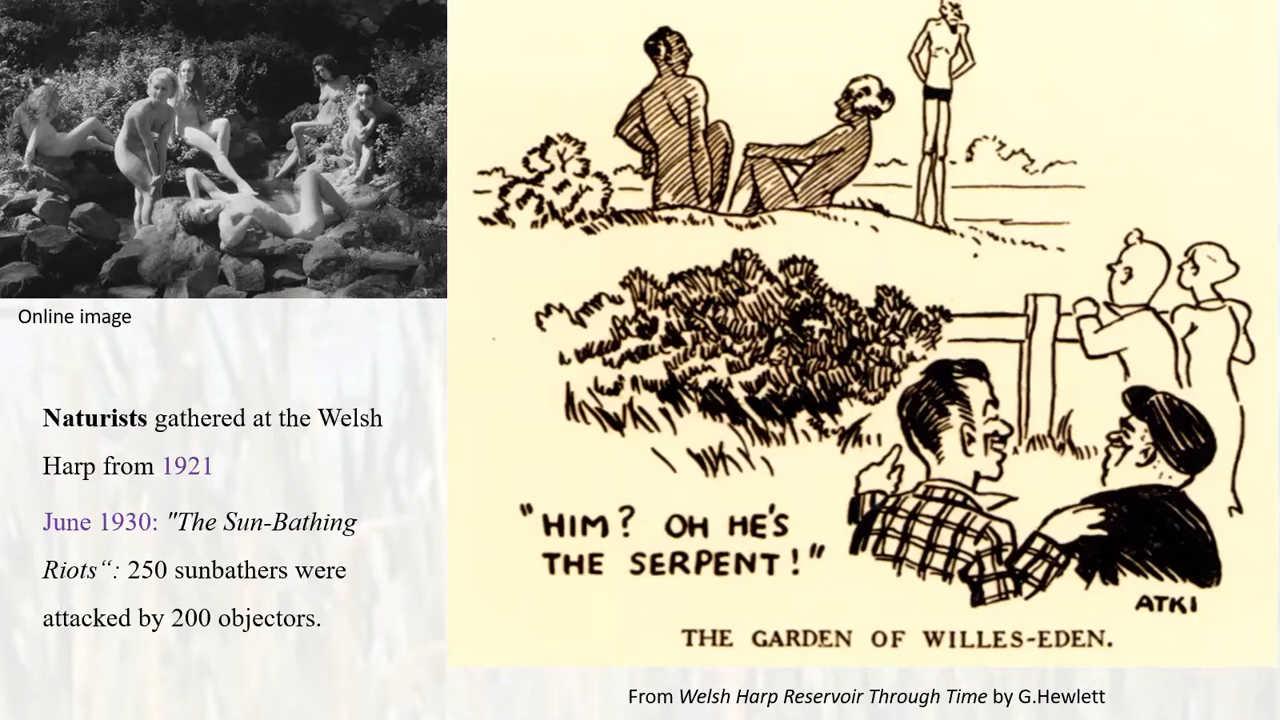 Online image
Naturists gathered at the Welsh
Harp from 1921
June 1930: "The Sun-Bathing
Riots“: 250 sunbathers were
attacked by 200 objectors.
"HIM? OH HE'S
THE SERPENT!"
ATKI
THE GARDEN OF WILLES-EDEN.
From Welsh Harp Reservoir Through Time by G.Hewlett